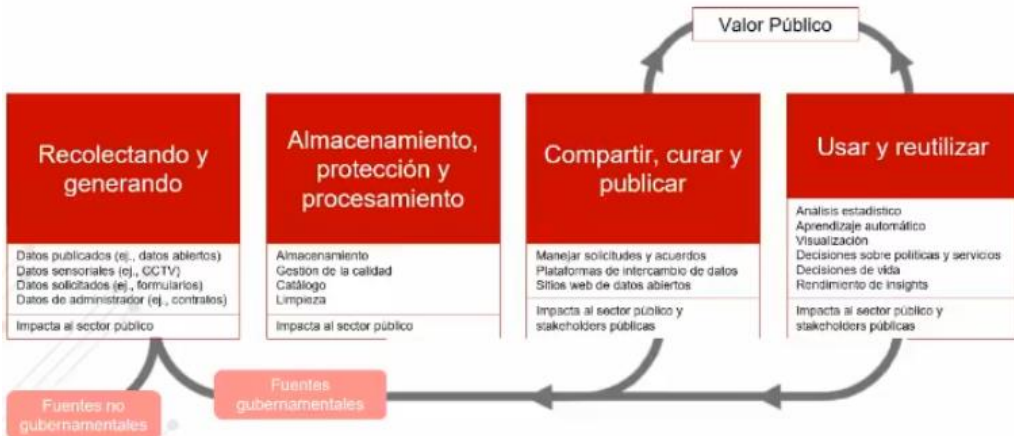 Valor Público
Recolectando y
generando
Datos publicados (ej., datos abiertos)
Datos sensoriales (ej., CCTV)
Datos solicitados (ej., formularios)
Datos de administrador (ej., contratos)
Impacta al sector público
Almacenamiento,
protección y
procesamiento
Almacenamiento
Gestión de la calidad
Catálogo
Limpieza
Impacta al sector público
Compartir, curar y
publicar
Manejar solicitudes y acuerdos
Plataformas de intercambio de datos
Sitios web de datos abiertos
Impacta al sector público y
stakeholders públicas
Usar y reutilizar
Análisis estadístico
Aprendizaje automático
Visualización
Decisiones sobre políticas y servicios
Decisiones de vida
Rendimiento de insights
Impacta al sector público y
stakeholders públicas
Fuentes
gubernamentales
Fuentes no
gubernamentales